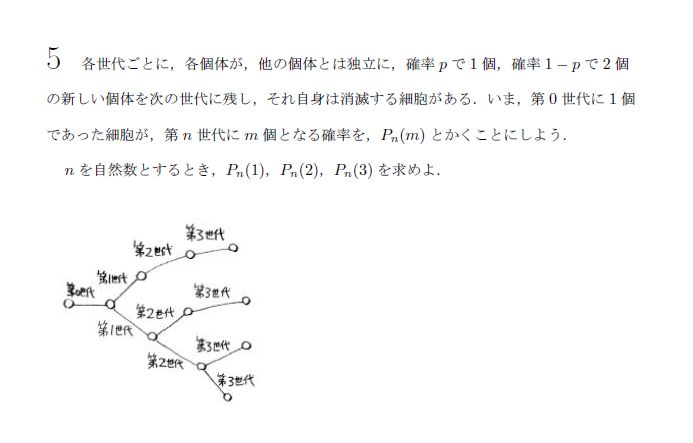 5 各世代ごとに，各個体が，他の個体とは独立に，確率 p で 1 個，確率 1 − p で 2 個
の新しい個体を次の世代に残し，それ自身は消滅する細胞がある．いま，第 0 世代に 1 個
であった細胞が，第 n 世代に m 個となる確率を，Pn(m) とかくことにしよう．
n を自然数とするとき，Pn(1)，Pn(2)，Pn(3) を求めよ．
第3世代
第2世代
第1世代
第0世代
第3世代
第2世代
第1世代
第3世代
第2世代
第3世代